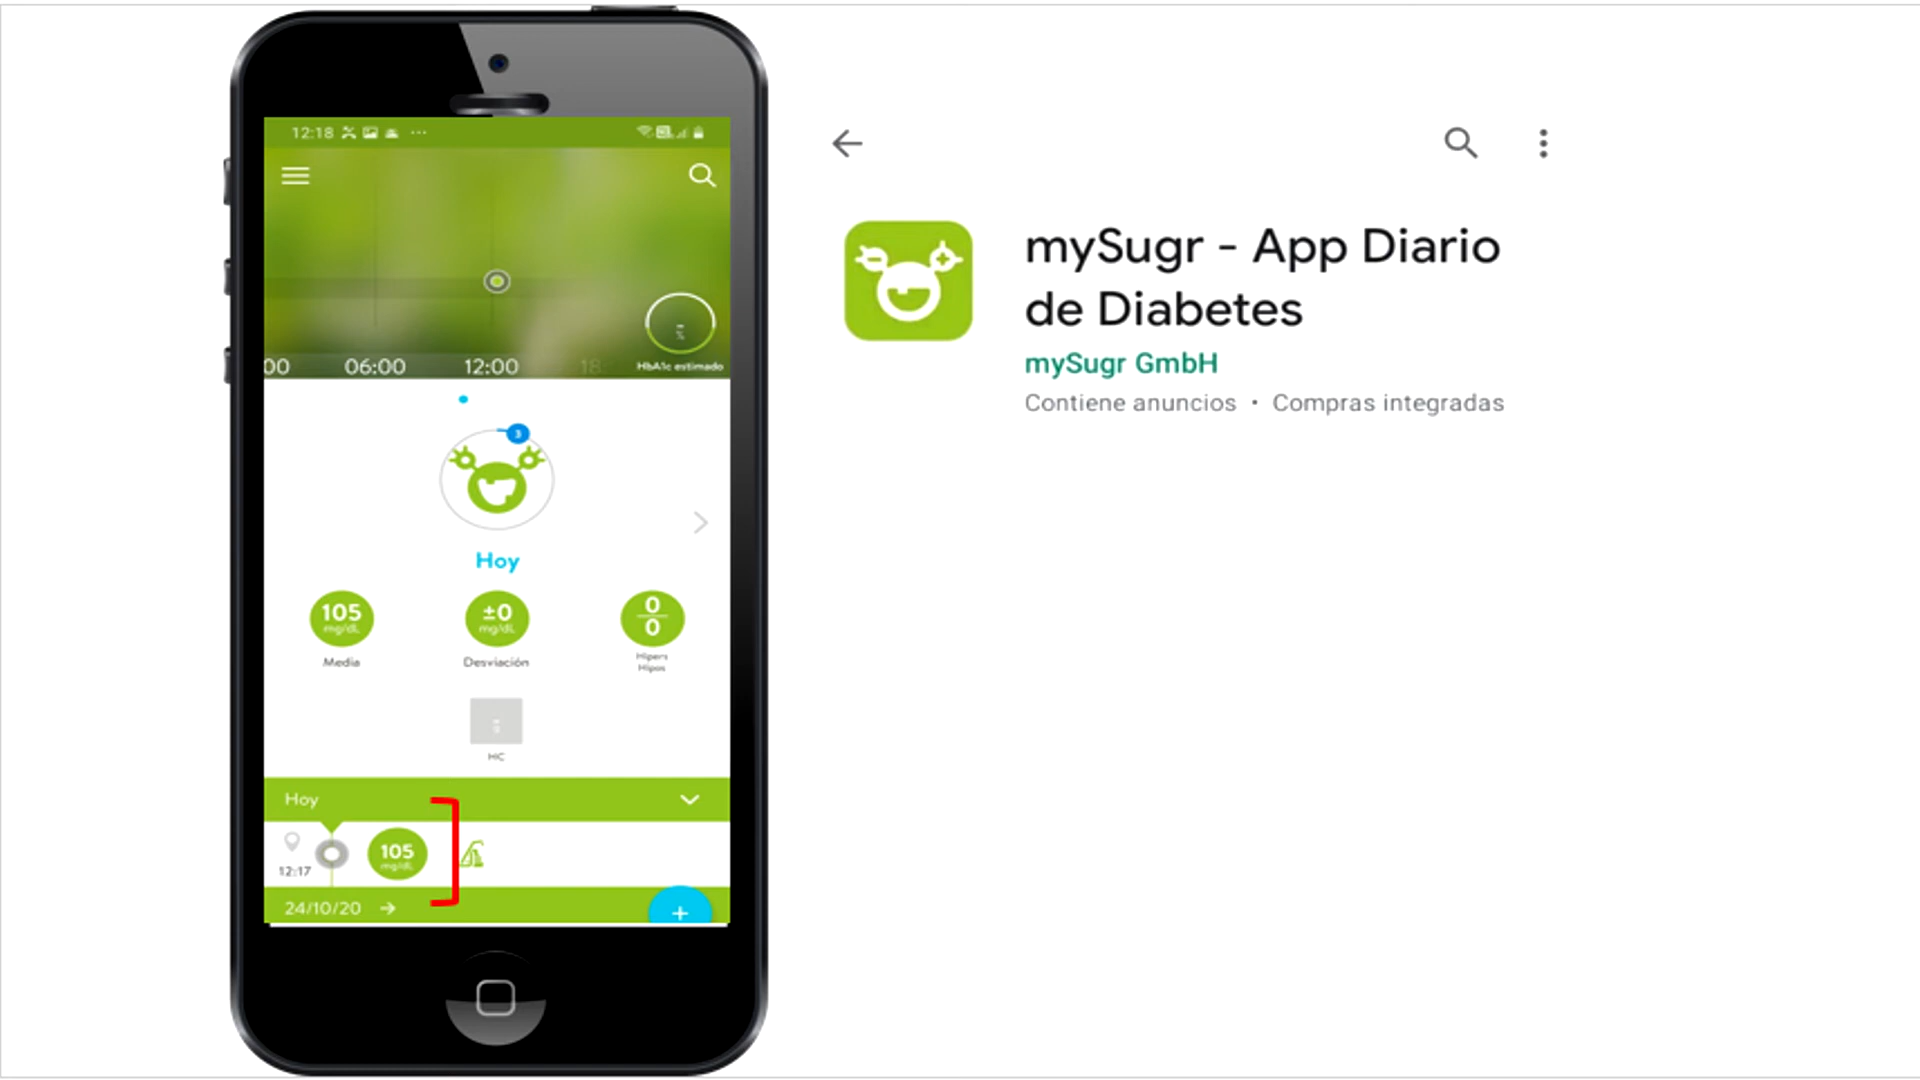 12:18
00 06:00 12:00 18:
HbA1c estimado
3
Hoy
105
mg/dL
Media
±0
mg/dL
Desviación
0
0
Hipers
Hipos
HC
Hoy
12:17
105
mg/dL
24/10/20 →
+
mySugr - App Diario
de Diabetes
mySugr GmbH
Contiene anuncios • Compras integradas